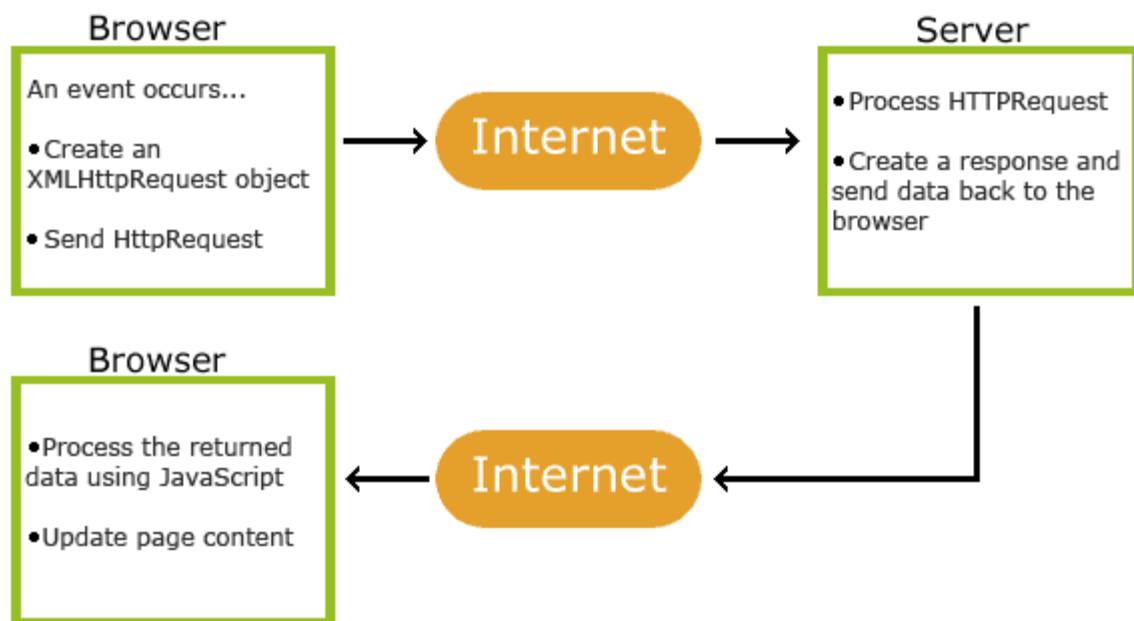 Browser
An event occurs...
•Create an
XMLHttpRequest object
• Send HttpRequest
Internet
Server
•Process HTTPRequest
•Create a response and
send data back to the
browser
Browser
•Process the returned
data using JavaScript
•Update page content
Internet